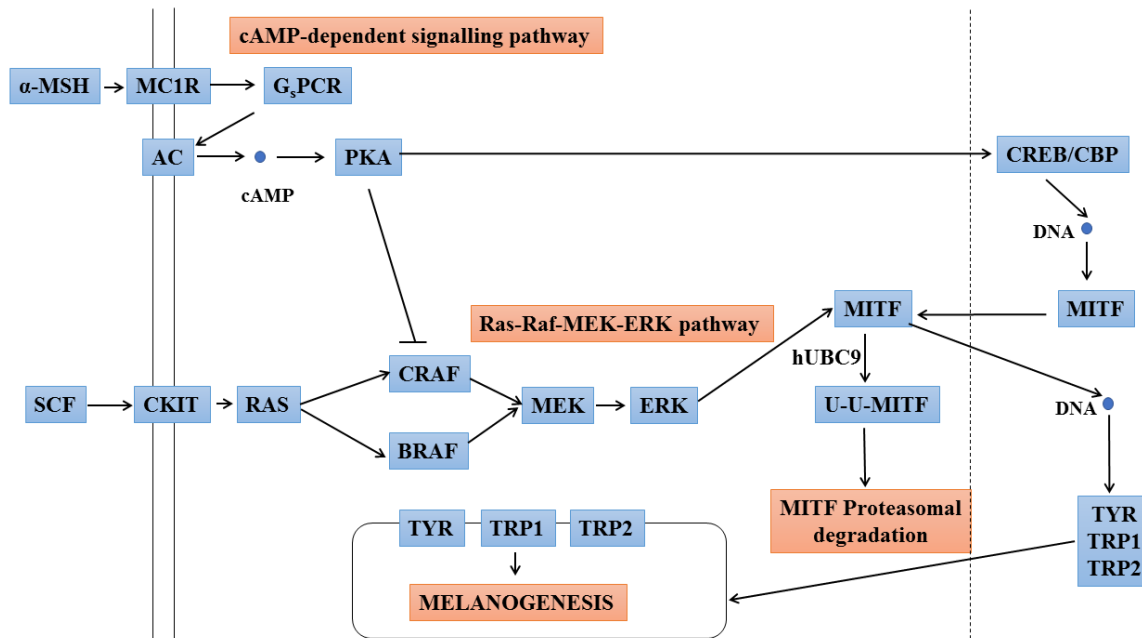 cAMP-dependent signalling pathway
α-MSH
MC1R
GₛPCR
AC
cAMP
PKA
CREB/CBP
DNA
MITF
MITF
Ras-Raf-MEK-ERK pathway
hUBC9
SCF
CKIT
RAS
CRAF
BRAF
MEK
ERK
U-U-MITF
DNA
MITF Proteasomal
degradation
TYR
TRP1
TRP2
MELANOGENESIS
TYR
TRP1
TRP2